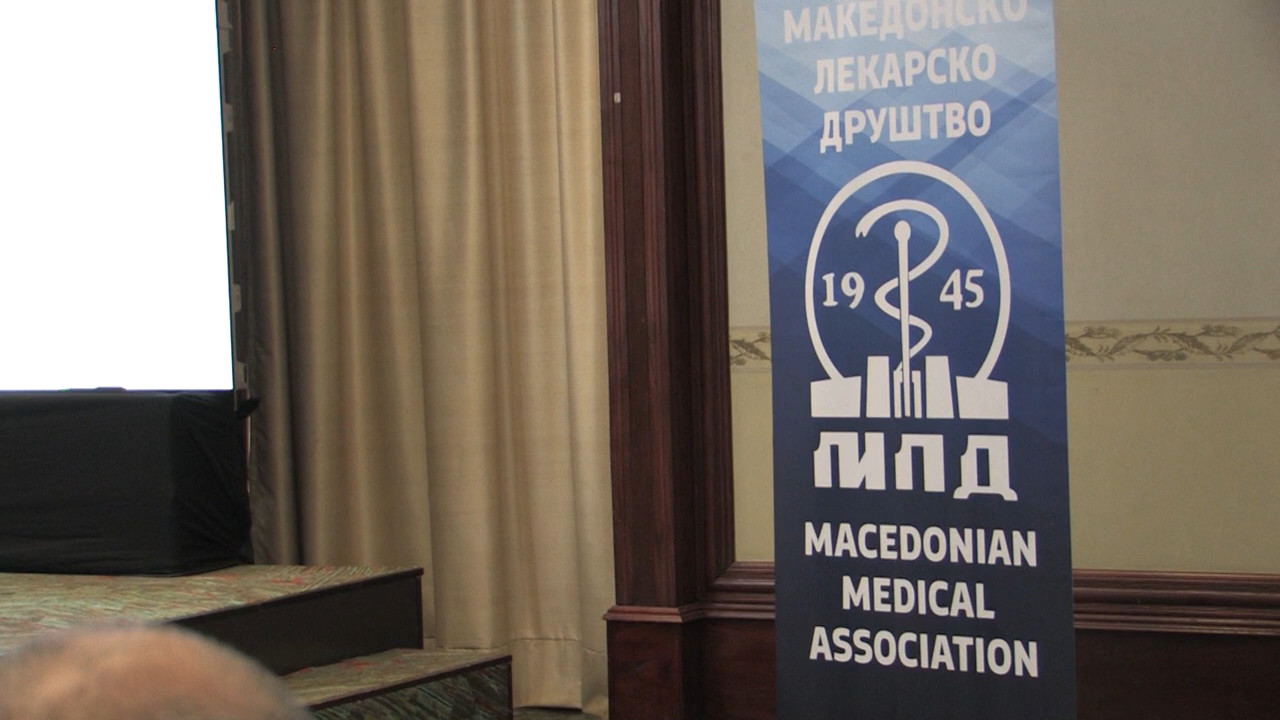 МАКЕДОНСКО
ЛЕКАРСКО
ДРУШТВО
19 45
МЛД
MACEDONIAN
MEDICAL
ASSOCIATION